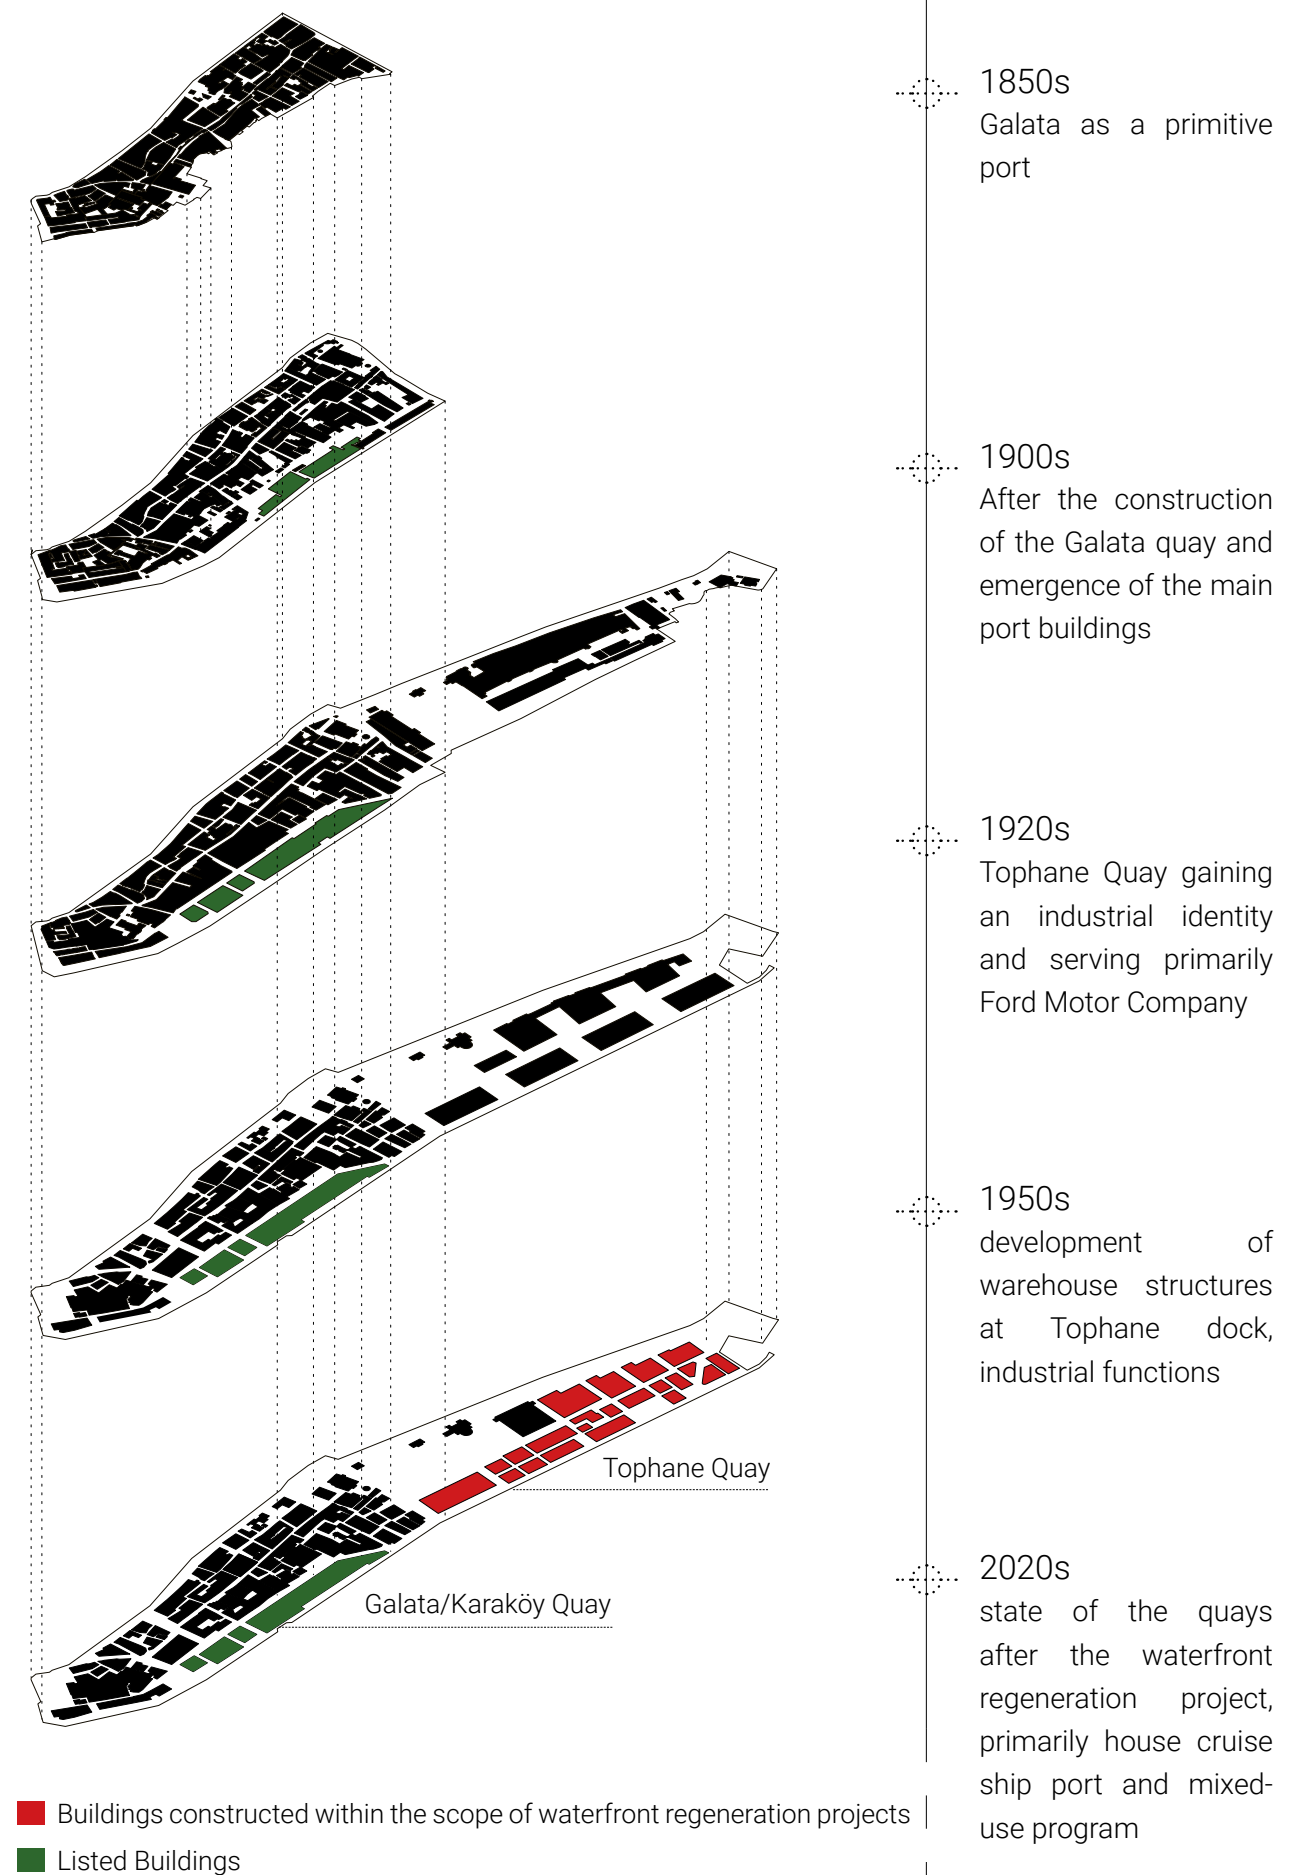 1850s
Galata as a primitive
port
1900s
After the construction
of the Galata quay and
emergence of the main
port buildings
1920s
Tophane Quay gaining
an industrial identity
and serving primarily
Ford Motor Company
1950s
development of
warehouse structures
at Tophane dock,
industrial functions
Tophane Quay
Galata/Karaköy Quay
2020s
state of the quays
after the waterfront
regeneration project,
primarily house cruise
ship port and mixed-
use program
Buildings constructed within the scope of waterfront regeneration projects
Listed Buildings